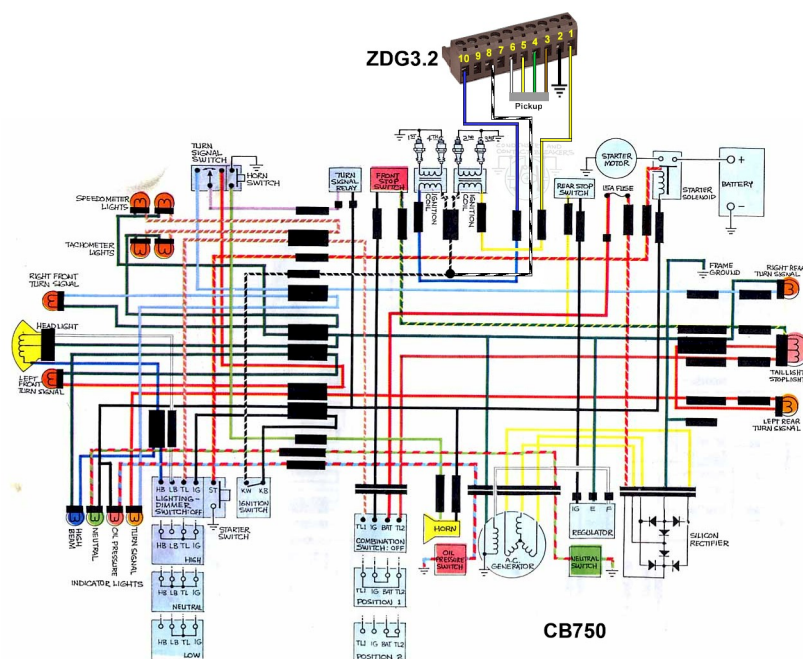 ZDG3.2
10 9 8 7 6 5 4 3 2 1
Pickup
1ST 4TH 2ND 3RD
TURN
SIGNAL
SWITCH
HORN
SWITCH
TURN
SIGNAL
RELAY
FRONT
STOP
SWITCH
IGNITION
COIL
IGNITION
COIL
REAR STOP
SWITCH
STARTER
MOTOR
15A FUSE
STARTER
SOLENOID
+
BATTERY
-
SPEEDOMETER
LIGHTS
TACHOMETER
LIGHTS
RIGHT FRONT
TURN SIGNAL
HEADLIGHT
LEFT
FRONT
TURN SIGNAL
FRAME
GROUND
RIGHT REAR
TURN SIGNAL
TAILLIGHT
STOPLIGHT
LEFT REAR
TURN SIGNAL
HB LB TL IG ST
LIGHTING-
DIMMER
SWITCH: OFF
STARTER
SWITCH
KW KB
IGNITION
SWITCH
HIGH
BEAM
NEUTRAL
OIL PRESSURE
TURN SIGNAL
INDICATOR LIGHTS
HB LB TL IG
HIGH
HB LB TL IG
NEUTRAL
HB LB TL IG
LOW
TL1 IG BAT TL2
COMBINATION
SWITCH: OFF
TL1 IG BAT TL2
POSITION 1
TL1 IG BAT TL2
POSITION 2
HORN
OIL
PRESSURE
SWITCH
A.C.
GENERATOR
NEUTRAL
SWITCH
IG E F
REGULATOR
SILICON
RECTIFIER
CB750